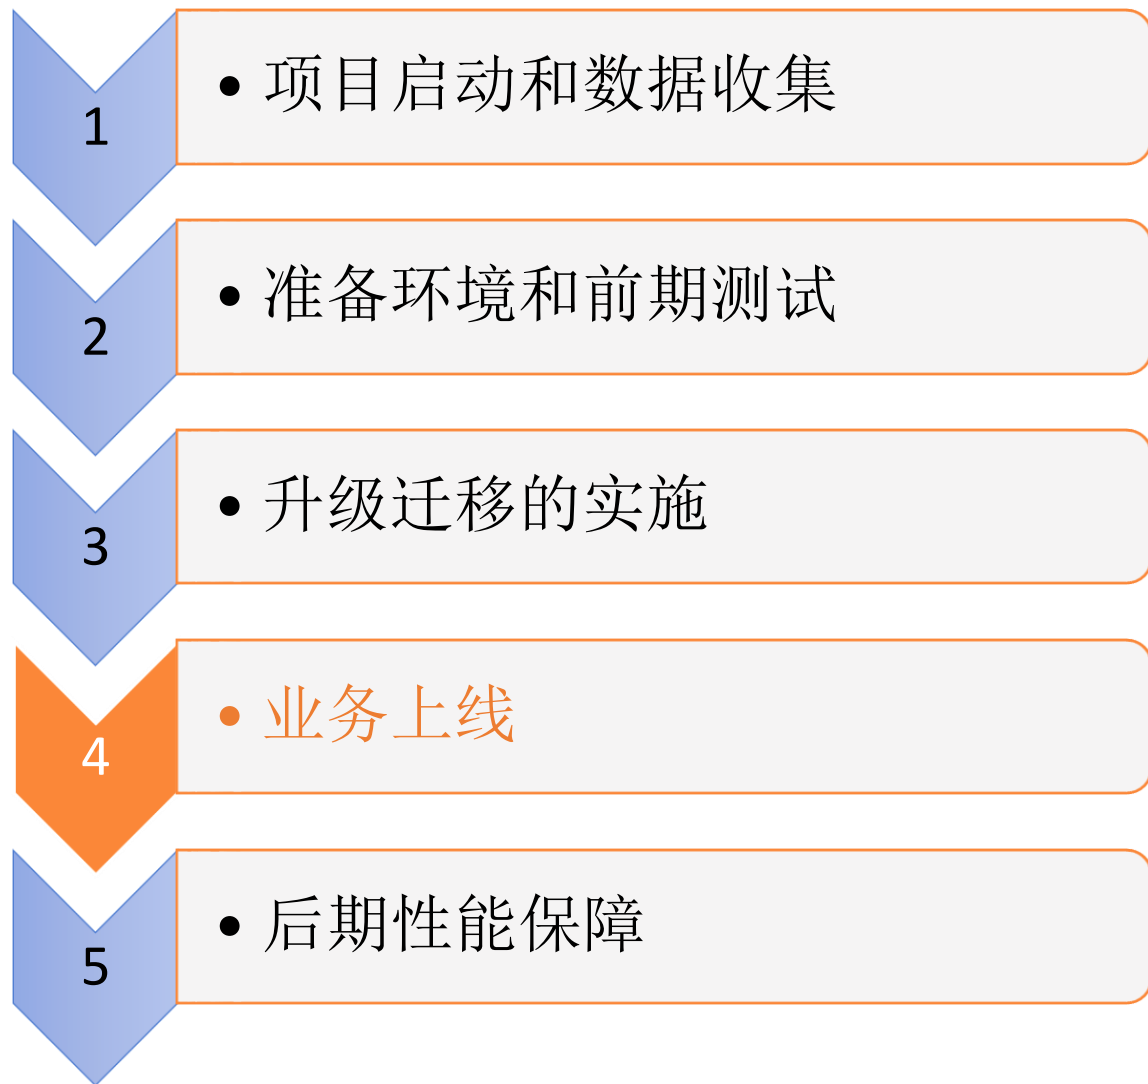 1
• 项目启动和数据收集
2
• 准备环境和前期测试
3
• 升级迁移的实施
4
• 业务上线
5
• 后期性能保障